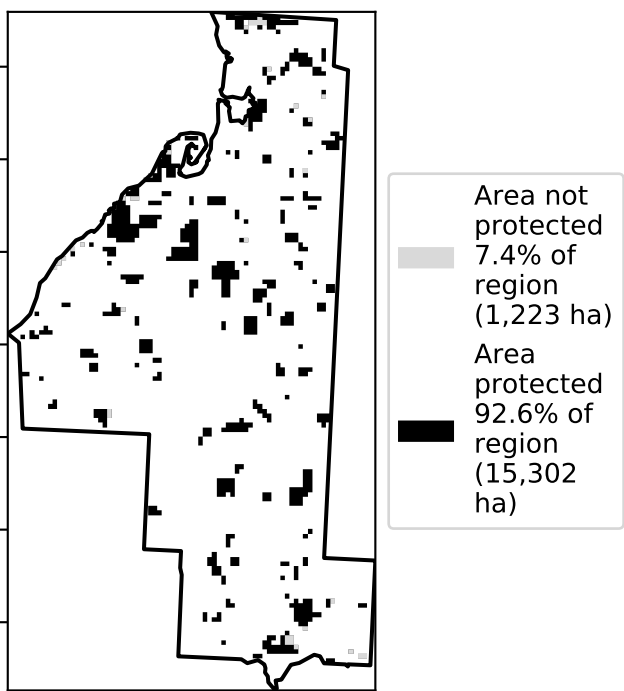 Area not
protected
7.4% of
region
(1,223 ha)
Area
protected
92.6% of
region
(15,302
ha)